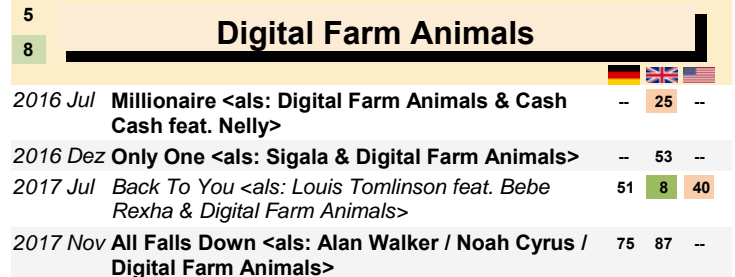 5
8
Digital Farm Animals
2016 Jul Millionaire <als: Digital Farm Animals & Cash -- 25 --
Cash feat. Nelly>
2016 Dez Only One <als: Sigala & Digital Farm Animals> -- 53 --
2017 Jul Back To You <als: Louis Tomlinson feat. Bebe 51 8 40
Rexha & Digital Farm Animals>
2017 Nov All Falls Down <als: Alan Walker / Noah Cyrus / 75 87 --
Digital Farm Animals>